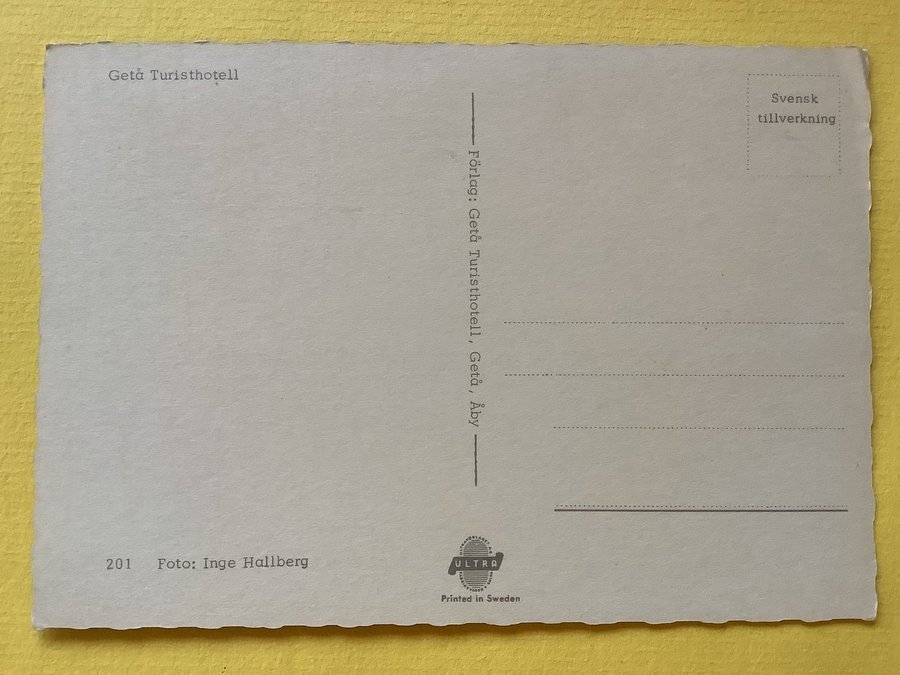 Getå Turisthotell
Svensk
tillverkning
Förlag: Getå Turisthotell, Getå, Åby
201 Foto: Inge Hallberg
ULTRA
Printed in Sweden